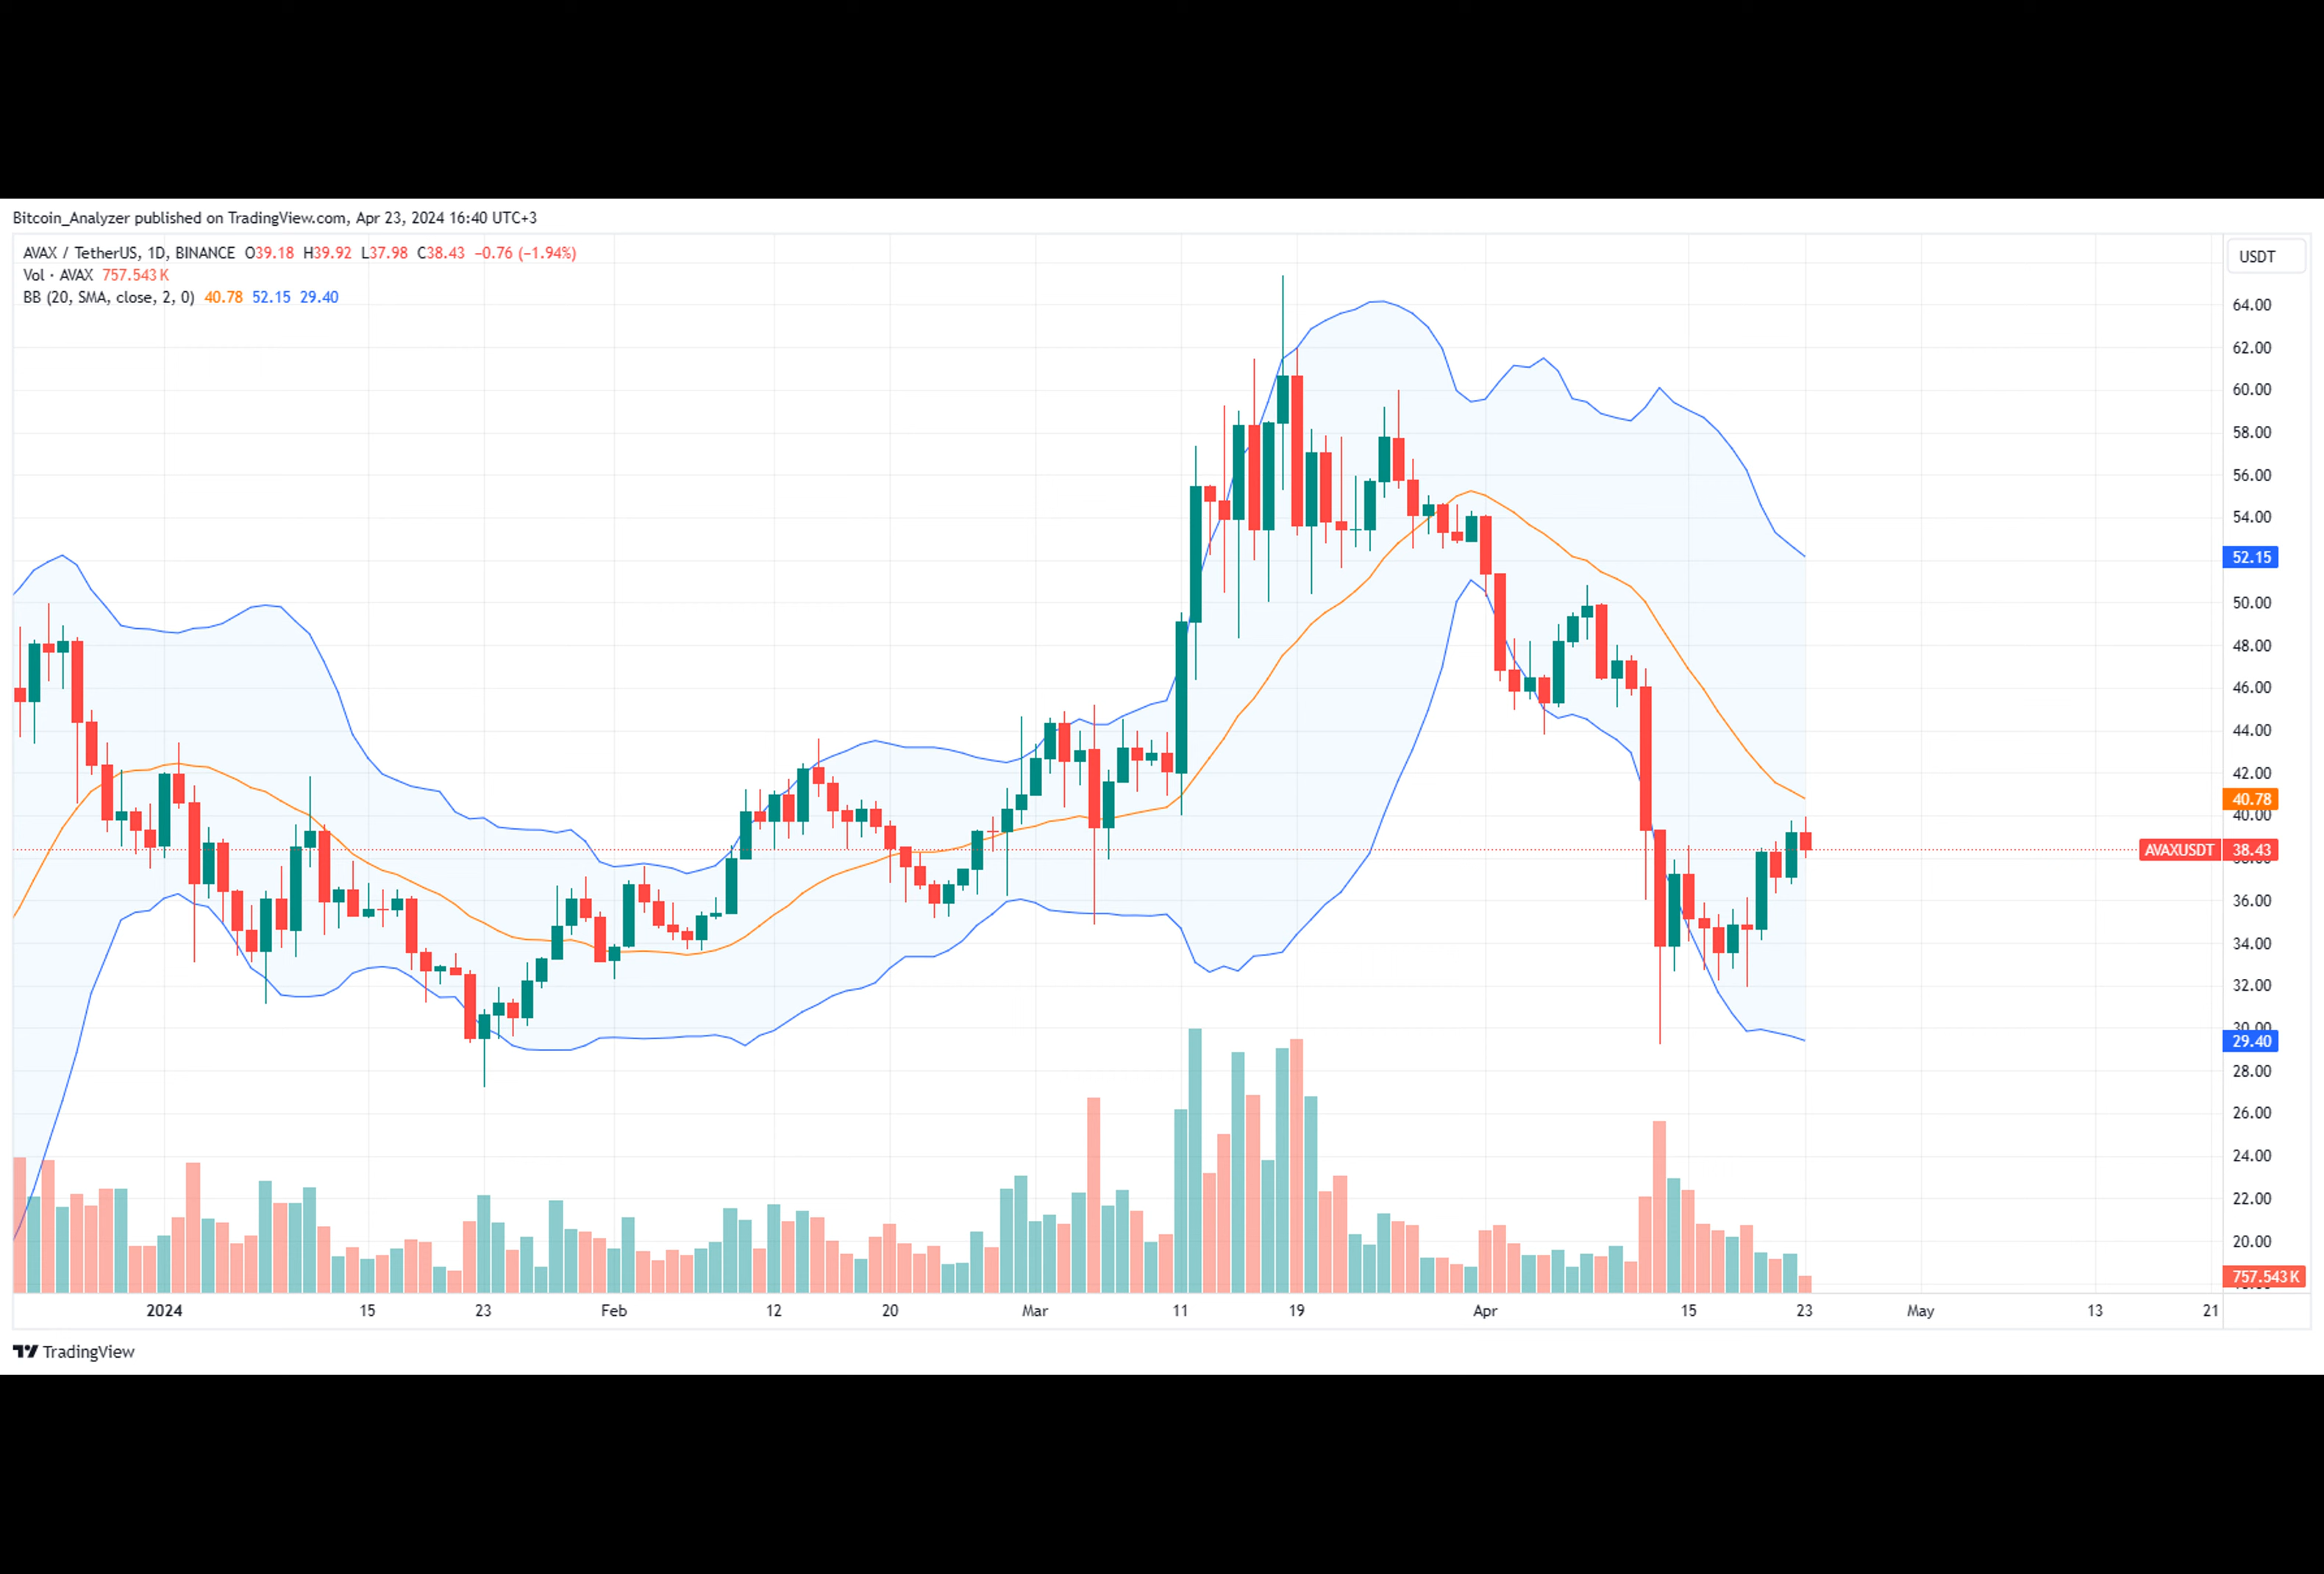 Bitcoin_Analyzer published on TradingView.com, Apr 23, 2024 16:40 UTC+3
AVAX / TetherUS, 1D, BINANCE O39.18 H39.92 L37.98 C38.43 −0.76 (−1.94%)
Vol · AVAX 757.543 K
BB (20, SMA, close, 2, 0) 40.78 52.15 29.40
USDT
64.00
62.00
60.00
58.00
56.00
54.00
52.15
50.00
48.00
46.00
44.00
42.00
40.78
40.00
AVAXUSDT 38.43
36.00
34.00
32.00
30.00
29.40
28.00
26.00
24.00
22.00
20.00
757.543 K
2024 15 23 Feb 12 20 Mar 11 19 Apr 15 23 May 13 21
TradingView